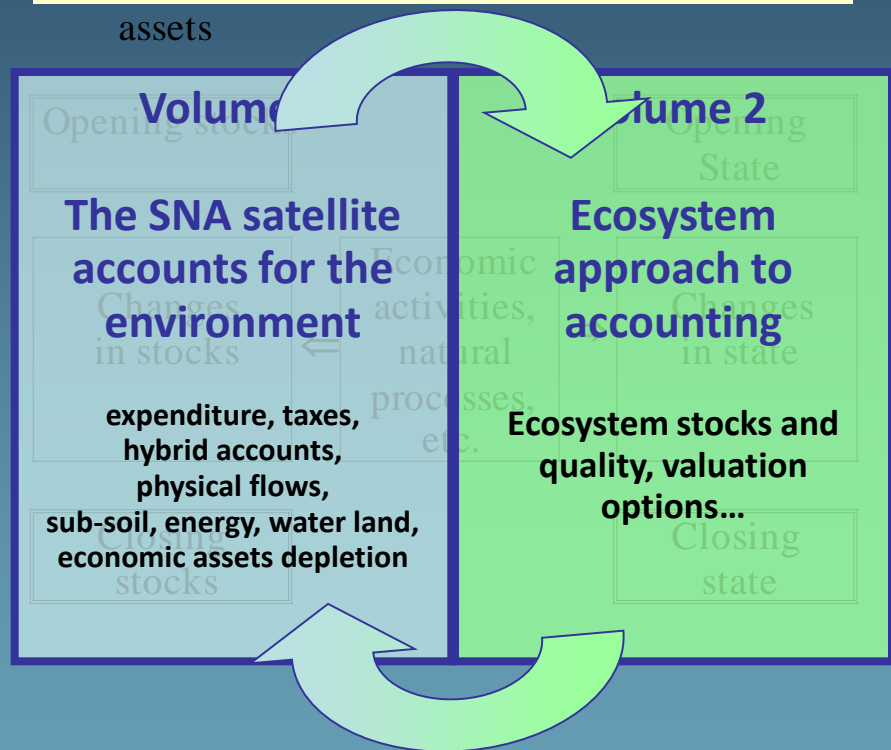 assets
Volume
Opening stock
The SNA satellite
accounts for the
environment
Changes
in stocks
⇐
expenditure, taxes,
hybrid accounts,
physical flows,
sub-soil, energy, water land,
economic assets depletion
Closing
stocks
Economic
activities,
natural
processes,
etc.
⇒
Volume 2
Opening
State
Ecosystem
approach to
accounting
Changes
in state
Ecosystem stocks and
quality, valuation
options…
Closing
state